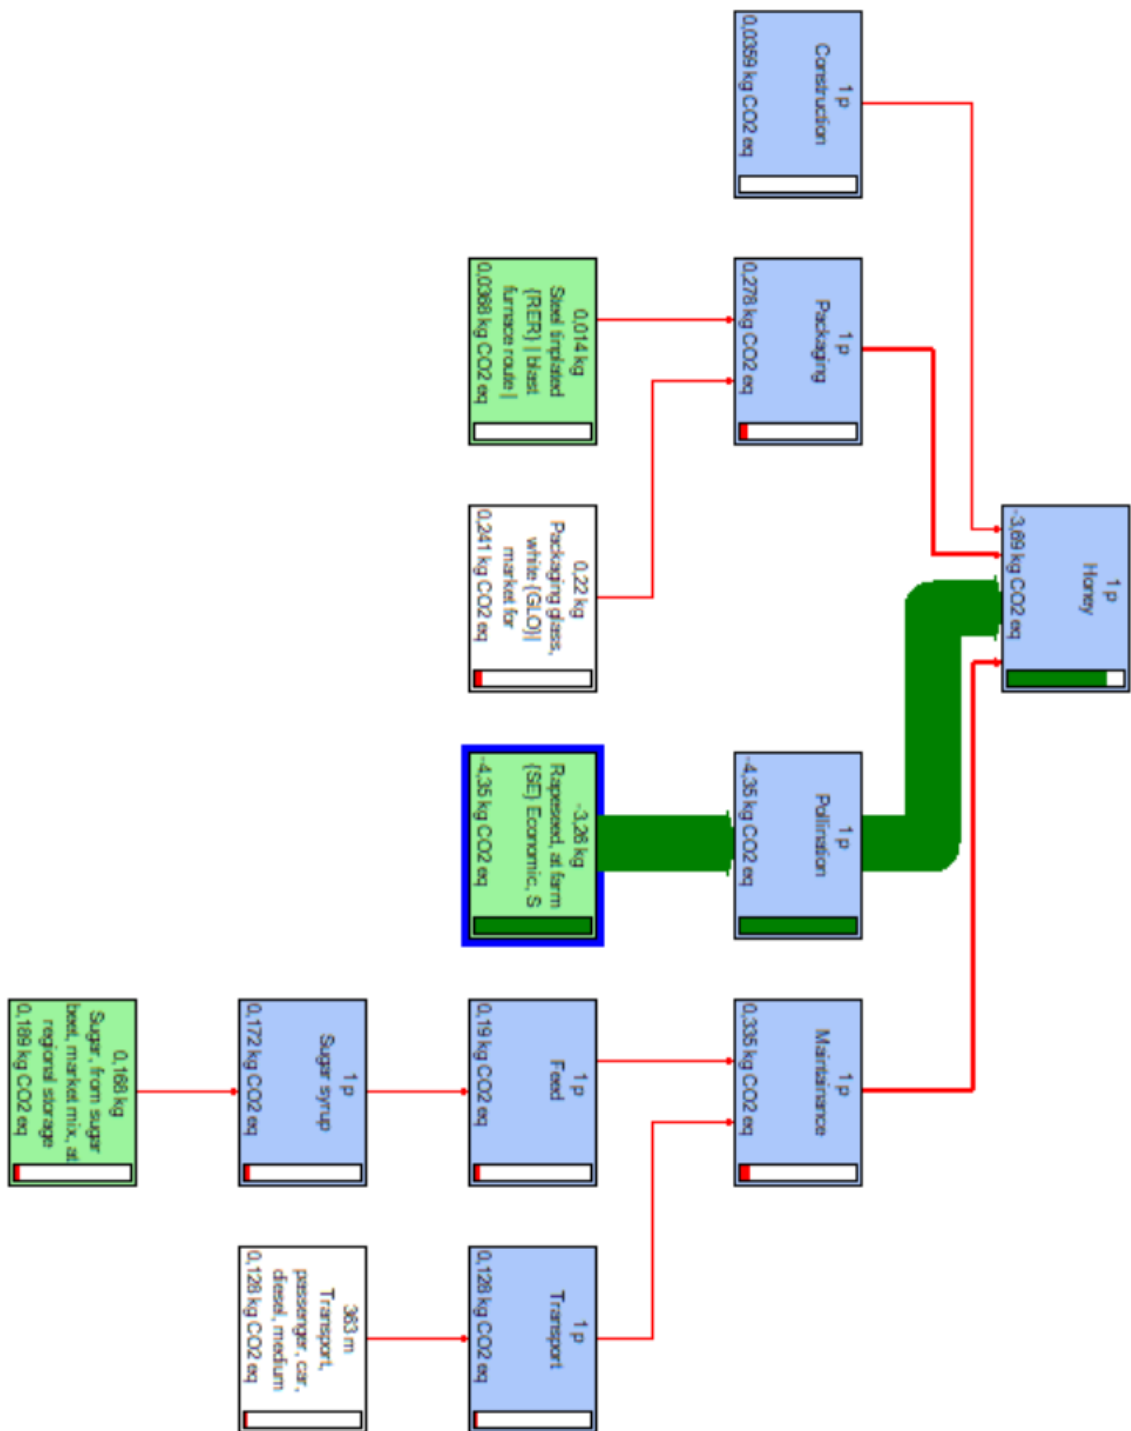 1 p
Honey
-3,69 kg CO2 eq
1 p
Construction
0,0359 kg CO2 eq
1 p
Packaging
0,278 kg CO2 eq
1 p
Pollination
-4,35 kg CO2 eq
1 p
Maintainance
0,335 kg CO2 eq
0,014 kg
Steel tinplated
{RER} | blast
furnace route |
0,0368 kg CO2 eq
0,22 kg
Packaging glass,
white {GLO}|
market for
0,241 kg CO2 eq
-3,26 kg
Rapeseed, at farm
{SE} Economic, S
-4,35 kg CO2 eq
1 p
Feed
0,19 kg CO2 eq
1 p
Transport
0,128 kg CO2 eq
1 p
Sugar syrup
0,172 kg CO2 eq
363 m
Transport,
passenger, car,
diesel, medium
0,128 kg CO2 eq
0,168 kg
Sugar, from sugar
beet, market mix, at
regional storage
0,189 kg CO2 eq